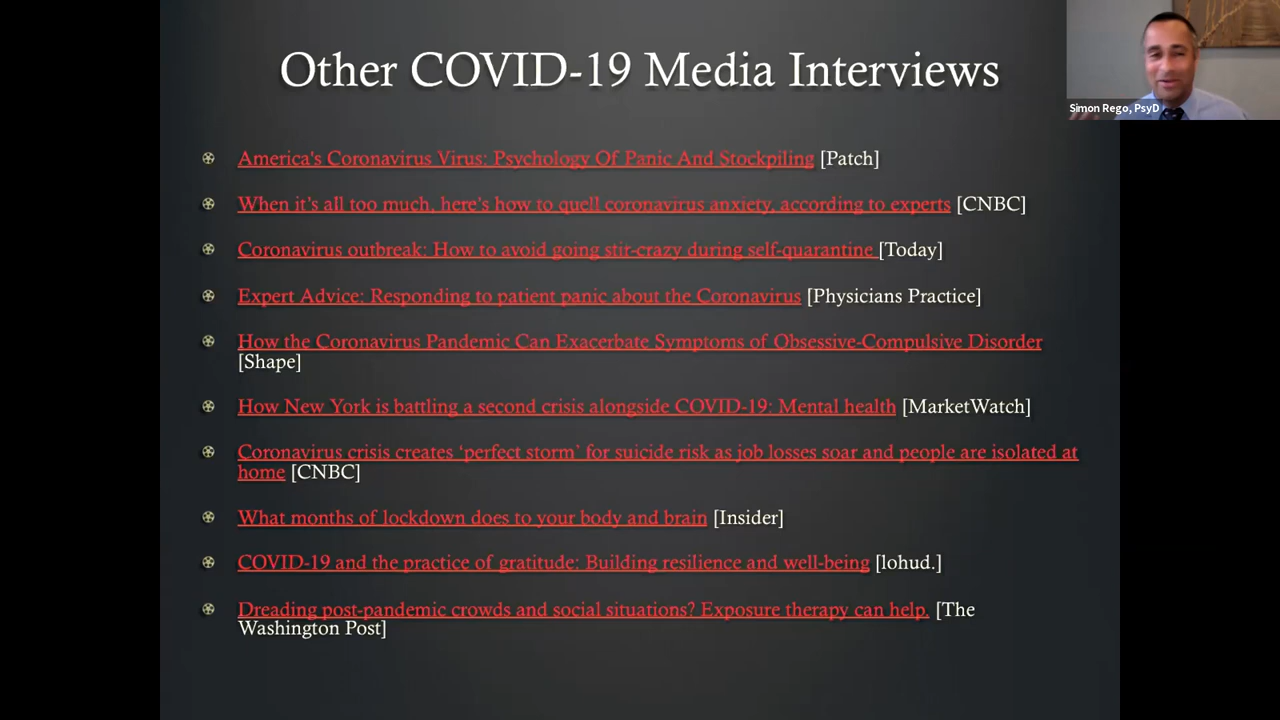 Other COVID-19 Media Interviews
Simon Rego, PsyD
America's Coronavirus Virus: Psychology Of Panic And Stockpiling [Patch]
When it's all too much, here's how to quell coronavirus anxiety, according to experts [CNBC]
Coronavirus outbreak: How to avoid going stir-crazy during self-quarantine [Today]
Expert Advice: Responding to patient panic about the Coronavirus [Physicians Practice]
How the Coronavirus Pandemic Can Exacerbate Symptoms of Obsessive-Compulsive Disorder
[Shape]
How New York is battling a second crisis alongside COVID-19: Mental health [MarketWatch]
Coronavirus crisis creates ‘perfect storm’ for suicide risk as job losses soar and people are isolated at
home [CNBC]
What months of lockdown does to your body and brain [Insider]
COVID-19 and the practice of gratitude: Building resilience and well-being [lohud.]
Dreading post-pandemic crowds and social situations? Exposure therapy can help. [The
Washington Post]